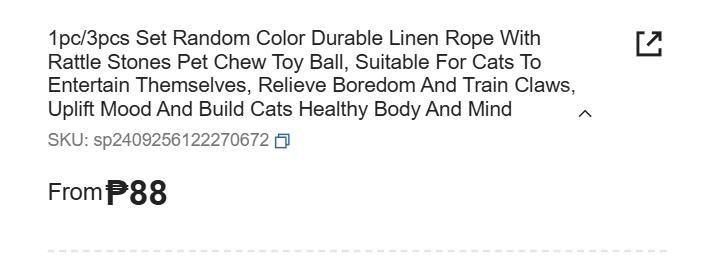 1pc/3pcs Set Random Color Durable Linen Rope With
Rattle Stones Pet Chew Toy Ball, Suitable For Cats To
Entertain Themselves, Relieve Boredom And Train Claws,
Uplift Mood And Build Cats Healthy Body And Mind
SKU: sp2409256122270672
From₱88